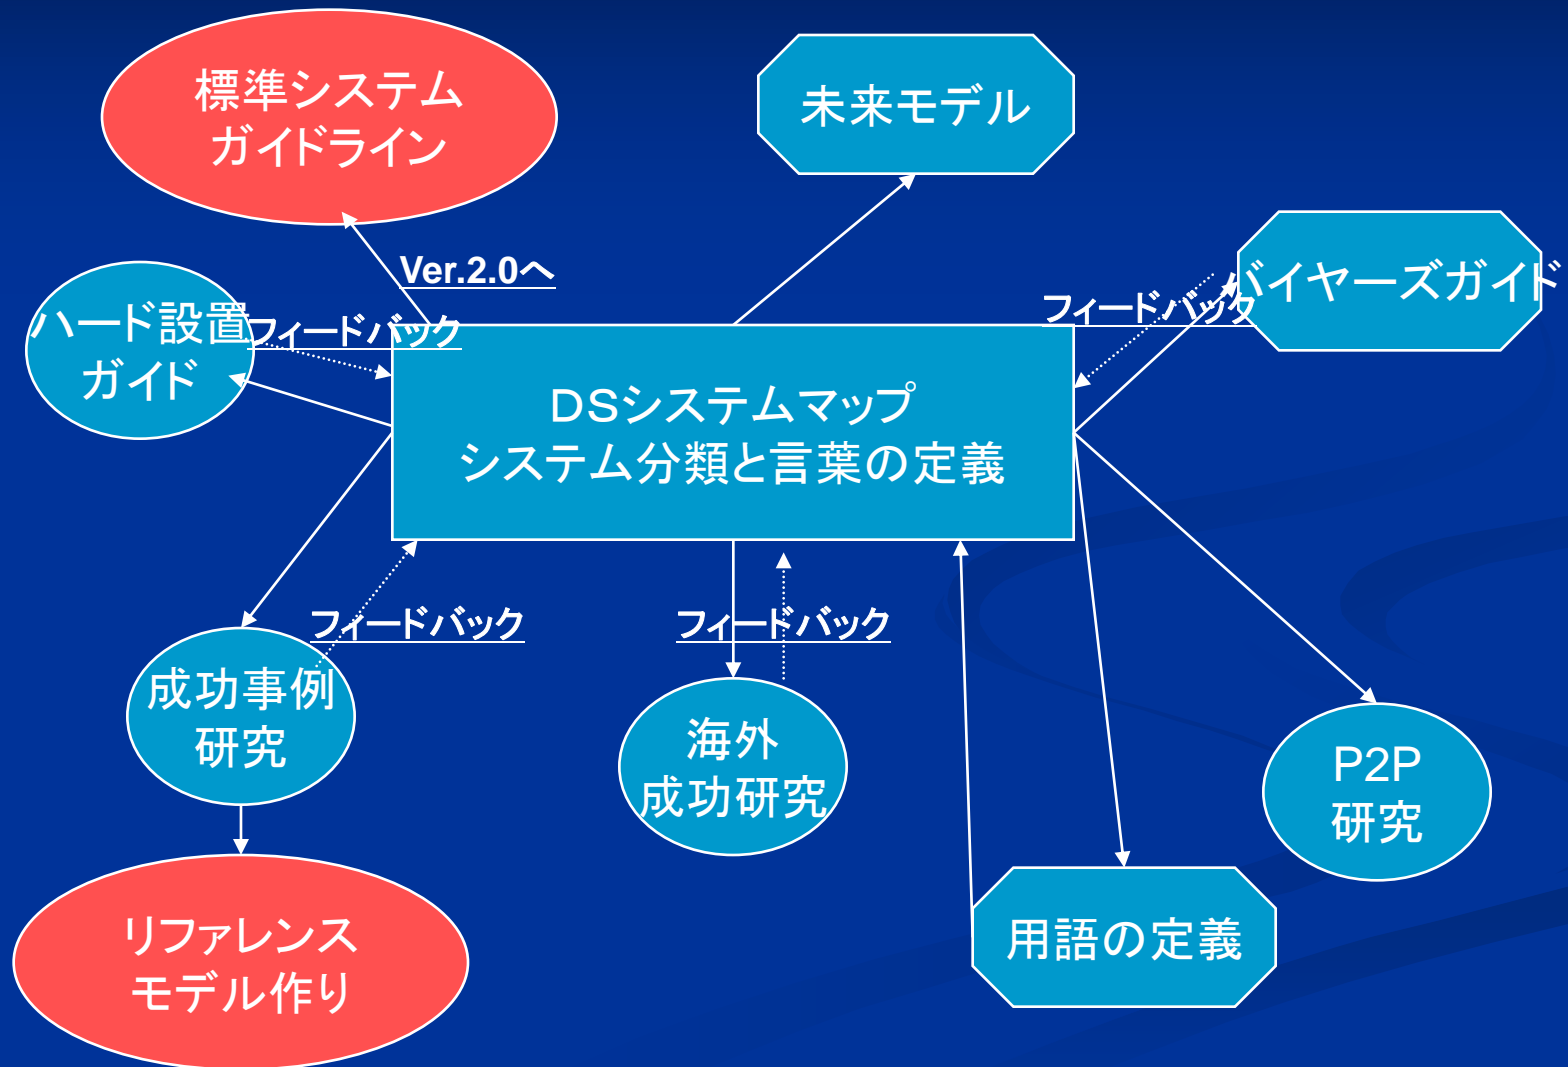 標準システム
ガイドライン
未来モデル
Ver.2.0へ
バイヤーズガイド
フィードバック
ハード設置
ガイド
フィードバック
ＤＳシステムマップ
システム分類と言葉の定義
フィードバック
フィードバック
成功事例
研究
海外
成功研究
P2P
研究
用語の定義
リファレンス
モデル作り